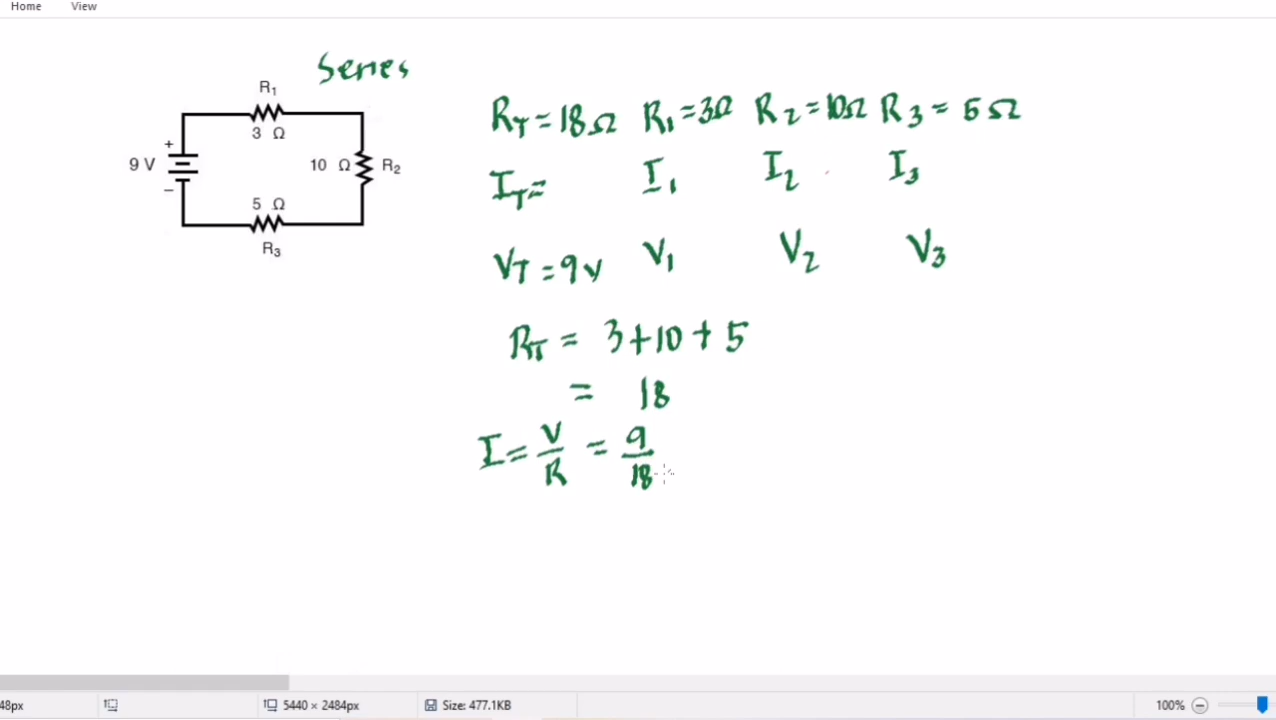 Home View
Series
R1
3 Ω
+
9 V
10 Ω R2
−
5 Ω
R3
RT = 18Ω R1 = 3Ω R2 = 10Ω R3 = 5Ω
IT = I1 I2 I3
VT = 9v V1 V2 V3
RT = 3 + 10 + 5
= 18
I = V/R = 9/18
48px 5440 × 2484px Size: 477.1KB 100%